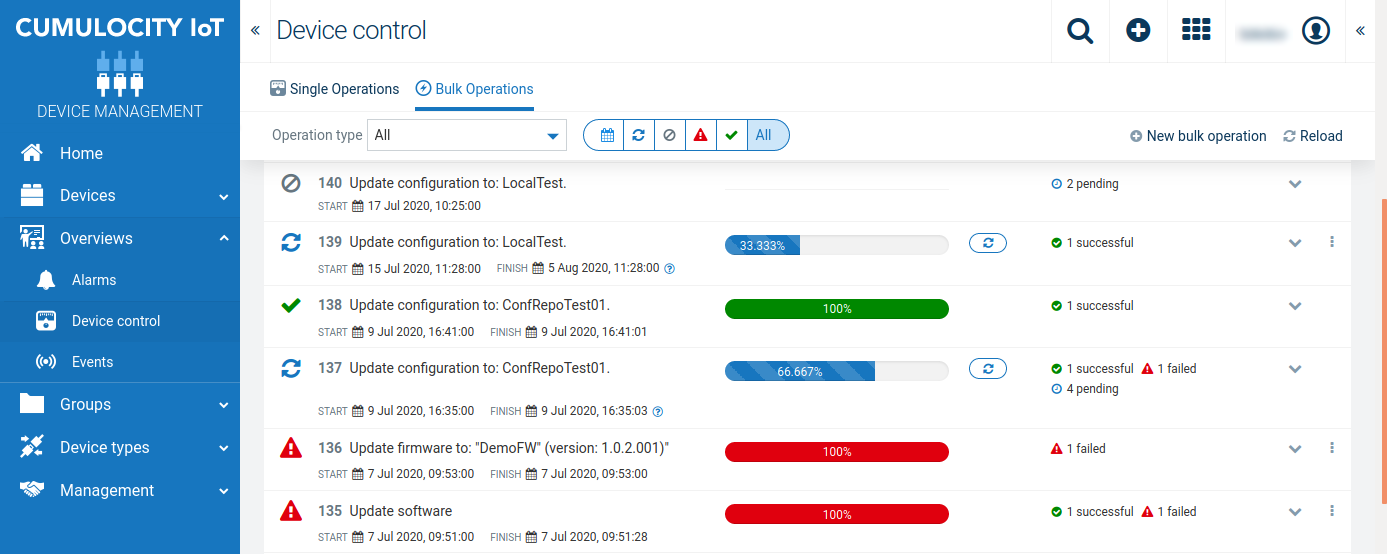 CUMULOCITY IoT
DEVICE MANAGEMENT
Home
Devices
Overviews
Alarms
Device control
Events
Groups
Device types
Management
« Device control «
Single Operations Bulk Operations
Operation type All All New bulk operation Reload
140 Update configuration to: LocalTest. 2 pending
START 17 Jul 2020, 10:25:00
139 Update configuration to: LocalTest. 33.333% 1 successful
START 15 Jul 2020, 11:28:00 FINISH 5 Aug 2020, 11:28:00
138 Update configuration to: ConfRepoTest01. 100% 1 successful
START 9 Jul 2020, 16:41:00 FINISH 9 Jul 2020, 16:41:01
137 Update configuration to: ConfRepoTest01. 66.667% 1 successful 1 failed
4 pending
START 9 Jul 2020, 16:35:00 FINISH 9 Jul 2020, 16:35:03
136 Update firmware to: "DemoFW" (version: 1.0.2.001)" 100% 1 failed
START 7 Jul 2020, 09:53:00 FINISH 7 Jul 2020, 09:53:00
135 Update software 100% 1 successful 1 failed
START 7 Jul 2020, 09:51:00 FINISH 7 Jul 2020, 09:51:28